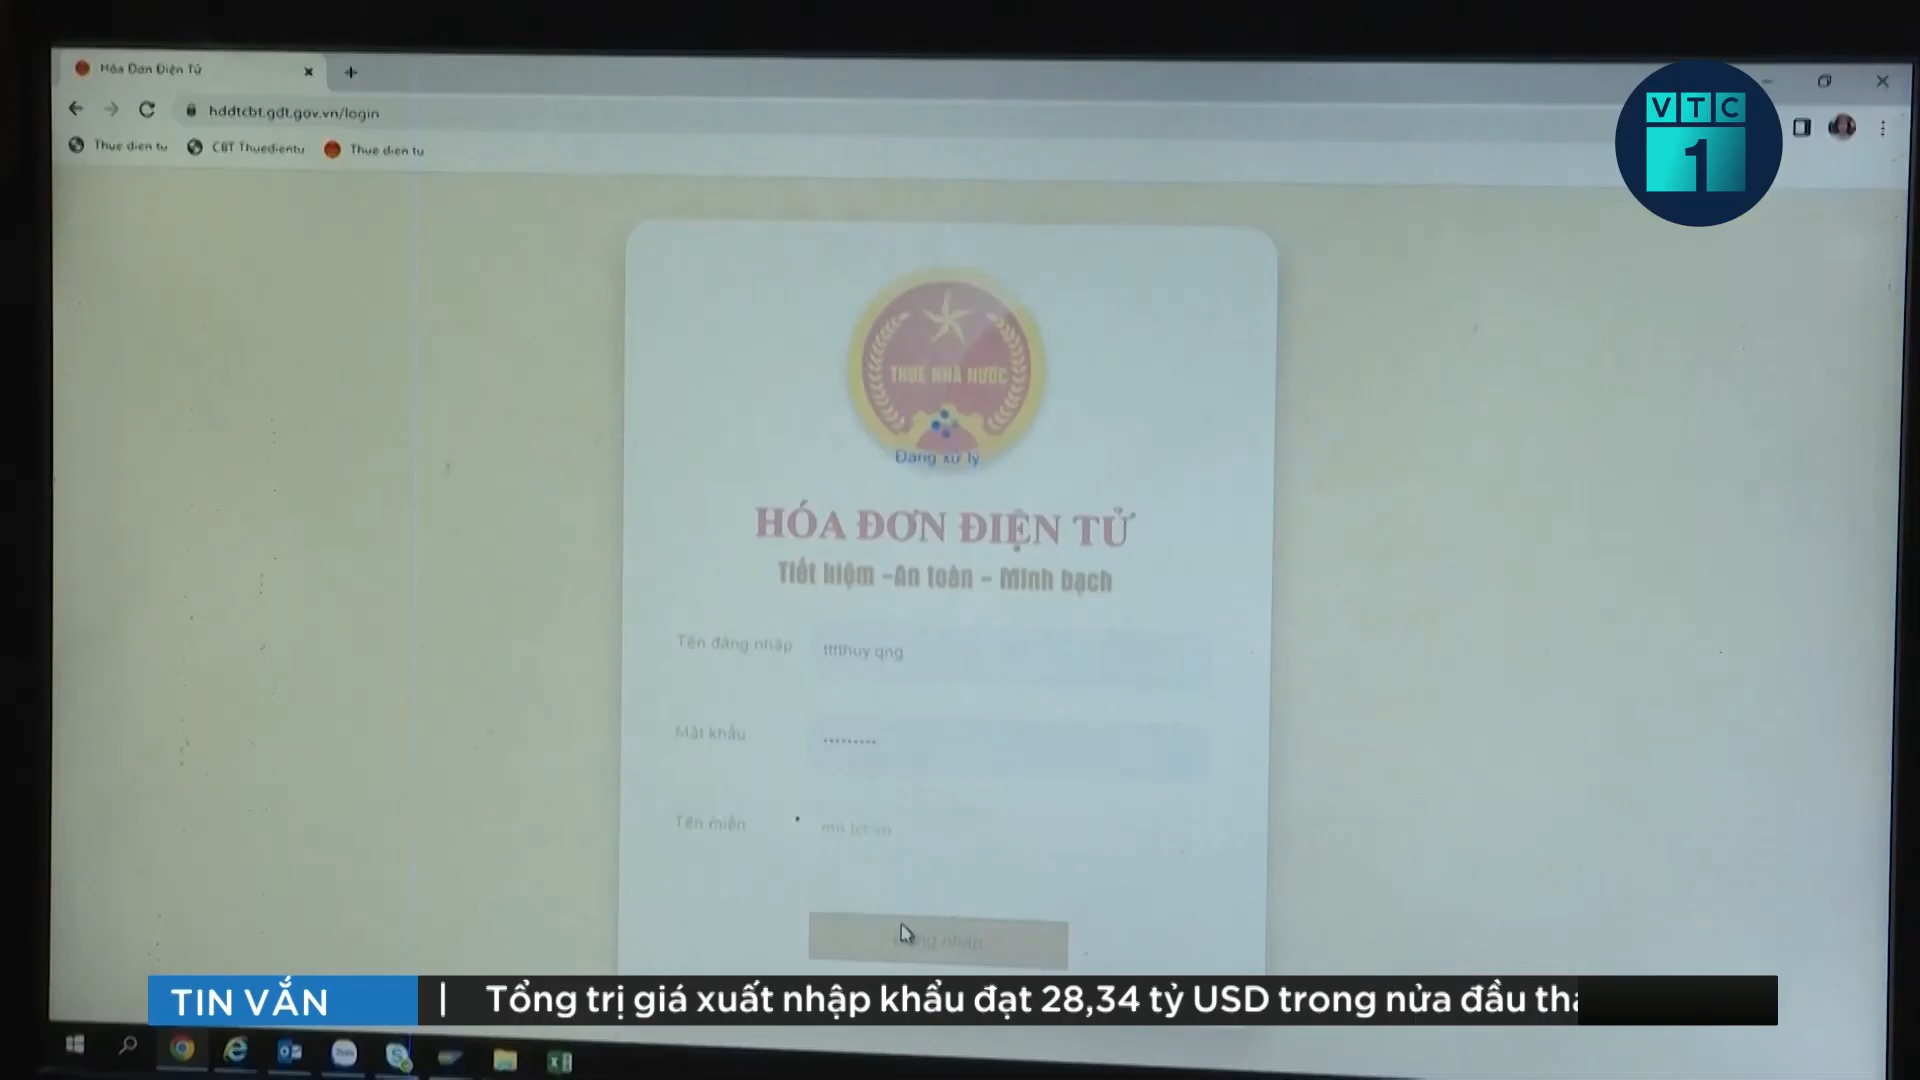 Hóa Đơn Điện Tử
hddtcbt.gdt.gov.vn/login
Thue dien tu
CBT Thuedientu
Thue dien tu
VTC
1
THUẾ NHÀ NƯỚC
Đang xử lý
HÓA ĐƠN ĐIỆN TỬ
Tiết kiệm -An toàn - Minh bạch
Tên đăng nhập
Mật khẩu
•••••••••
Tên miền
TIN VẮN
| Tổng trị giá xuất nhập khẩu đạt 28,34 tỷ USD trong nửa đầu